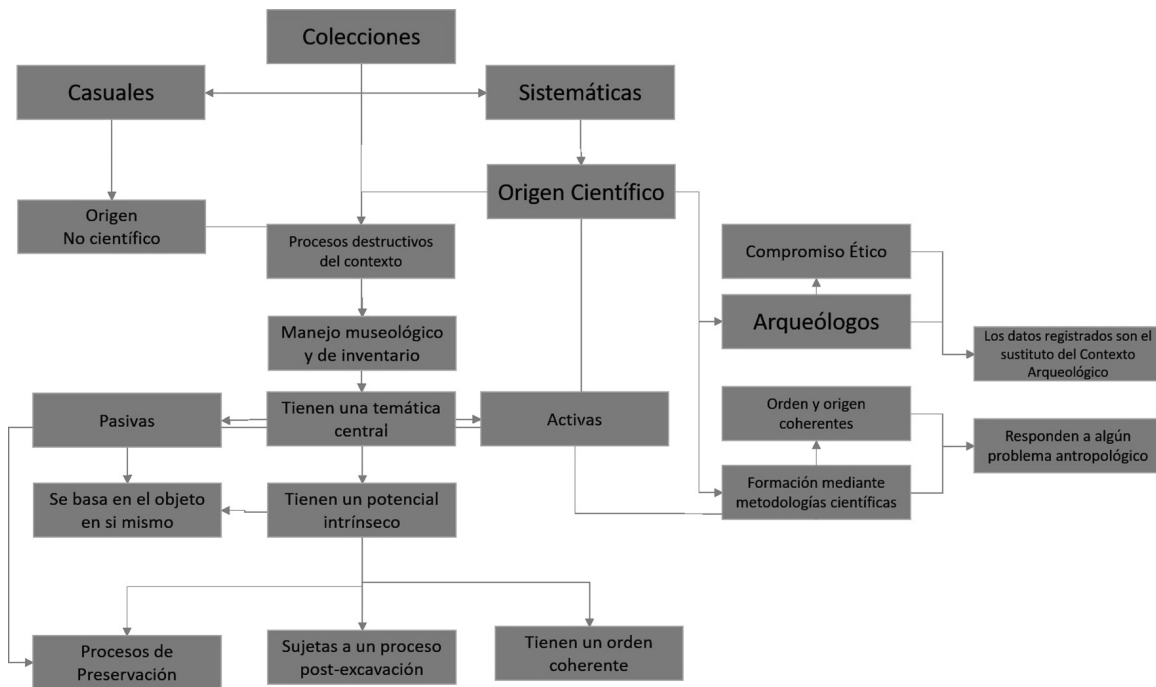 Colecciones
Casuales
Sistemáticas
Origen Científico
Origen
No científico
Procesos destructivos
del contexto
Compromiso Ético
Arqueólogos
Manejo museológico
y de inventario
Los datos registrados son el
sustituto del Contexto
Arqueológico
Pasivas
Tienen una temática
central
Activas
Orden y origen
coherentes
Responden a algún
problema antropológico
Se basa en el objeto
en si mismo
Tienen un potencial
intrínseco
Formación mediante
metodologías científicas
Procesos de
Preservación
Sujetas a un proceso
post-excavación
Tienen un orden
coherente